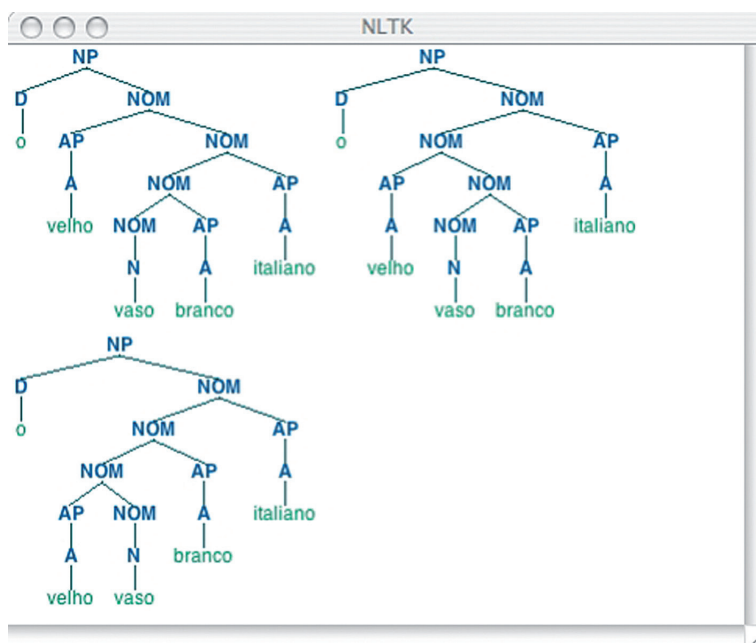 NLTK
NP NP
D NOM D NOM
o AP NOM o NOM AP
A NOM AP AP NOM A
velho NOM AP A A NOM AP italiano
N A italiano velho N A
vaso branco vaso branco
NP
D NOM
o NOM AP
NOM AP A
AP NOM A italiano
A N branco
velho vaso